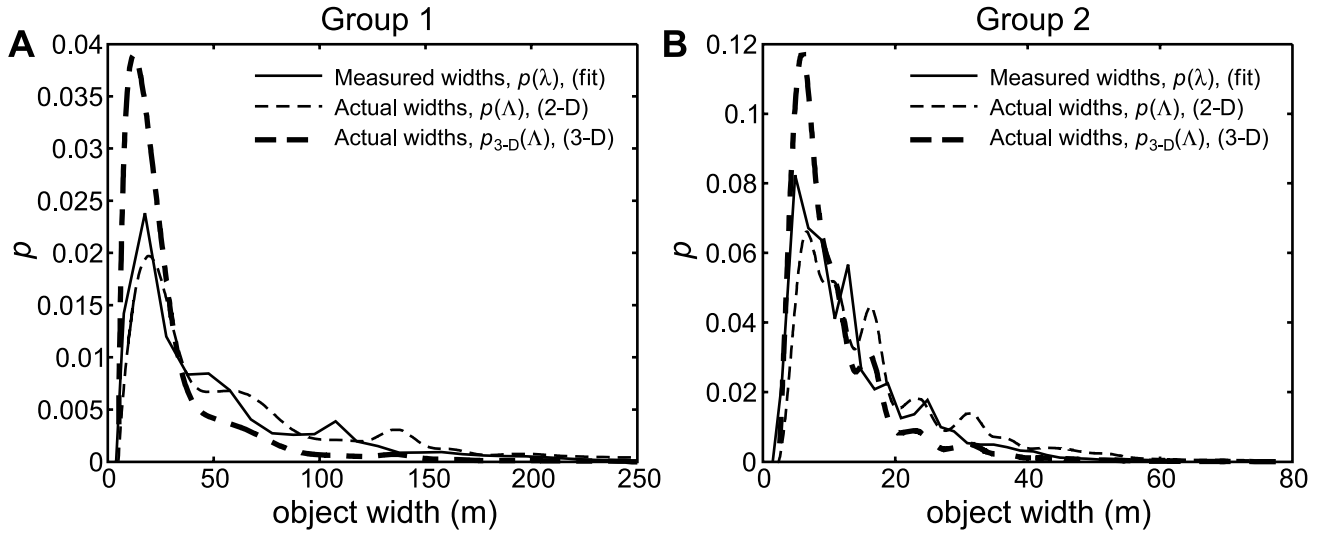 Group 1
A
0.04
0.035
0.03
0.025
0.02
0.015
0.01
0.005
0
p
Measured widths, p(λ), (fit)
Actual widths, p(Λ), (2-D)
Actual widths, p3-D(Λ), (3-D)
0 50 100 150 200 250
object width (m)
Group 2
B
0.12
0.1
0.08
0.06
0.04
0.02
0
p
Measured widths, p(λ), (fit)
Actual widths, p(Λ), (2-D)
Actual widths, p3-D(Λ), (3-D)
0 20 40 60 80
object width (m)